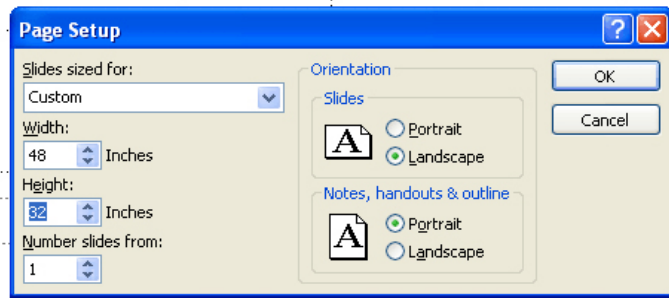 Page Setup
Slides sized for:
Custom
Width:
48 Inches
Height:
32 Inches
Number slides from:
1
Orientation
Slides
A
Portrait
Landscape
Notes, handouts & outline
A
Portrait
Landscape
OK
Cancel